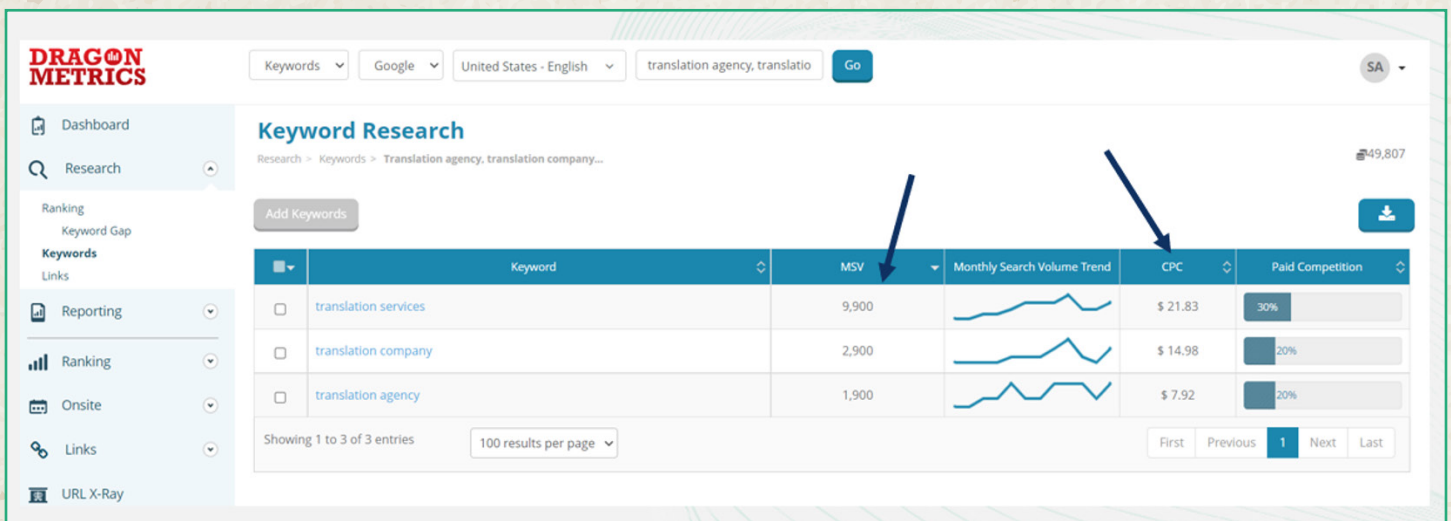 DRAGON
METRICS
Keywords
Google
United States - English
translation agency, translatio
Go
SA
Dashboard
Research
Ranking
Keyword Gap
Keywords
Links
Reporting
Ranking
Onsite
Links
URL X-Ray
Keyword Research
Research > Keywords > Translation agency, translation company...
49,807
Add Keywords
Keyword MSV Monthly Search Volume Trend CPC Paid Competition
translation services 9,900 $ 21.83 30%
translation company 2,900 $ 14.98 20%
translation agency 1,900 $ 7.92 20%
Showing 1 to 3 of 3 entries 100 results per page First Previous 1 Next Last